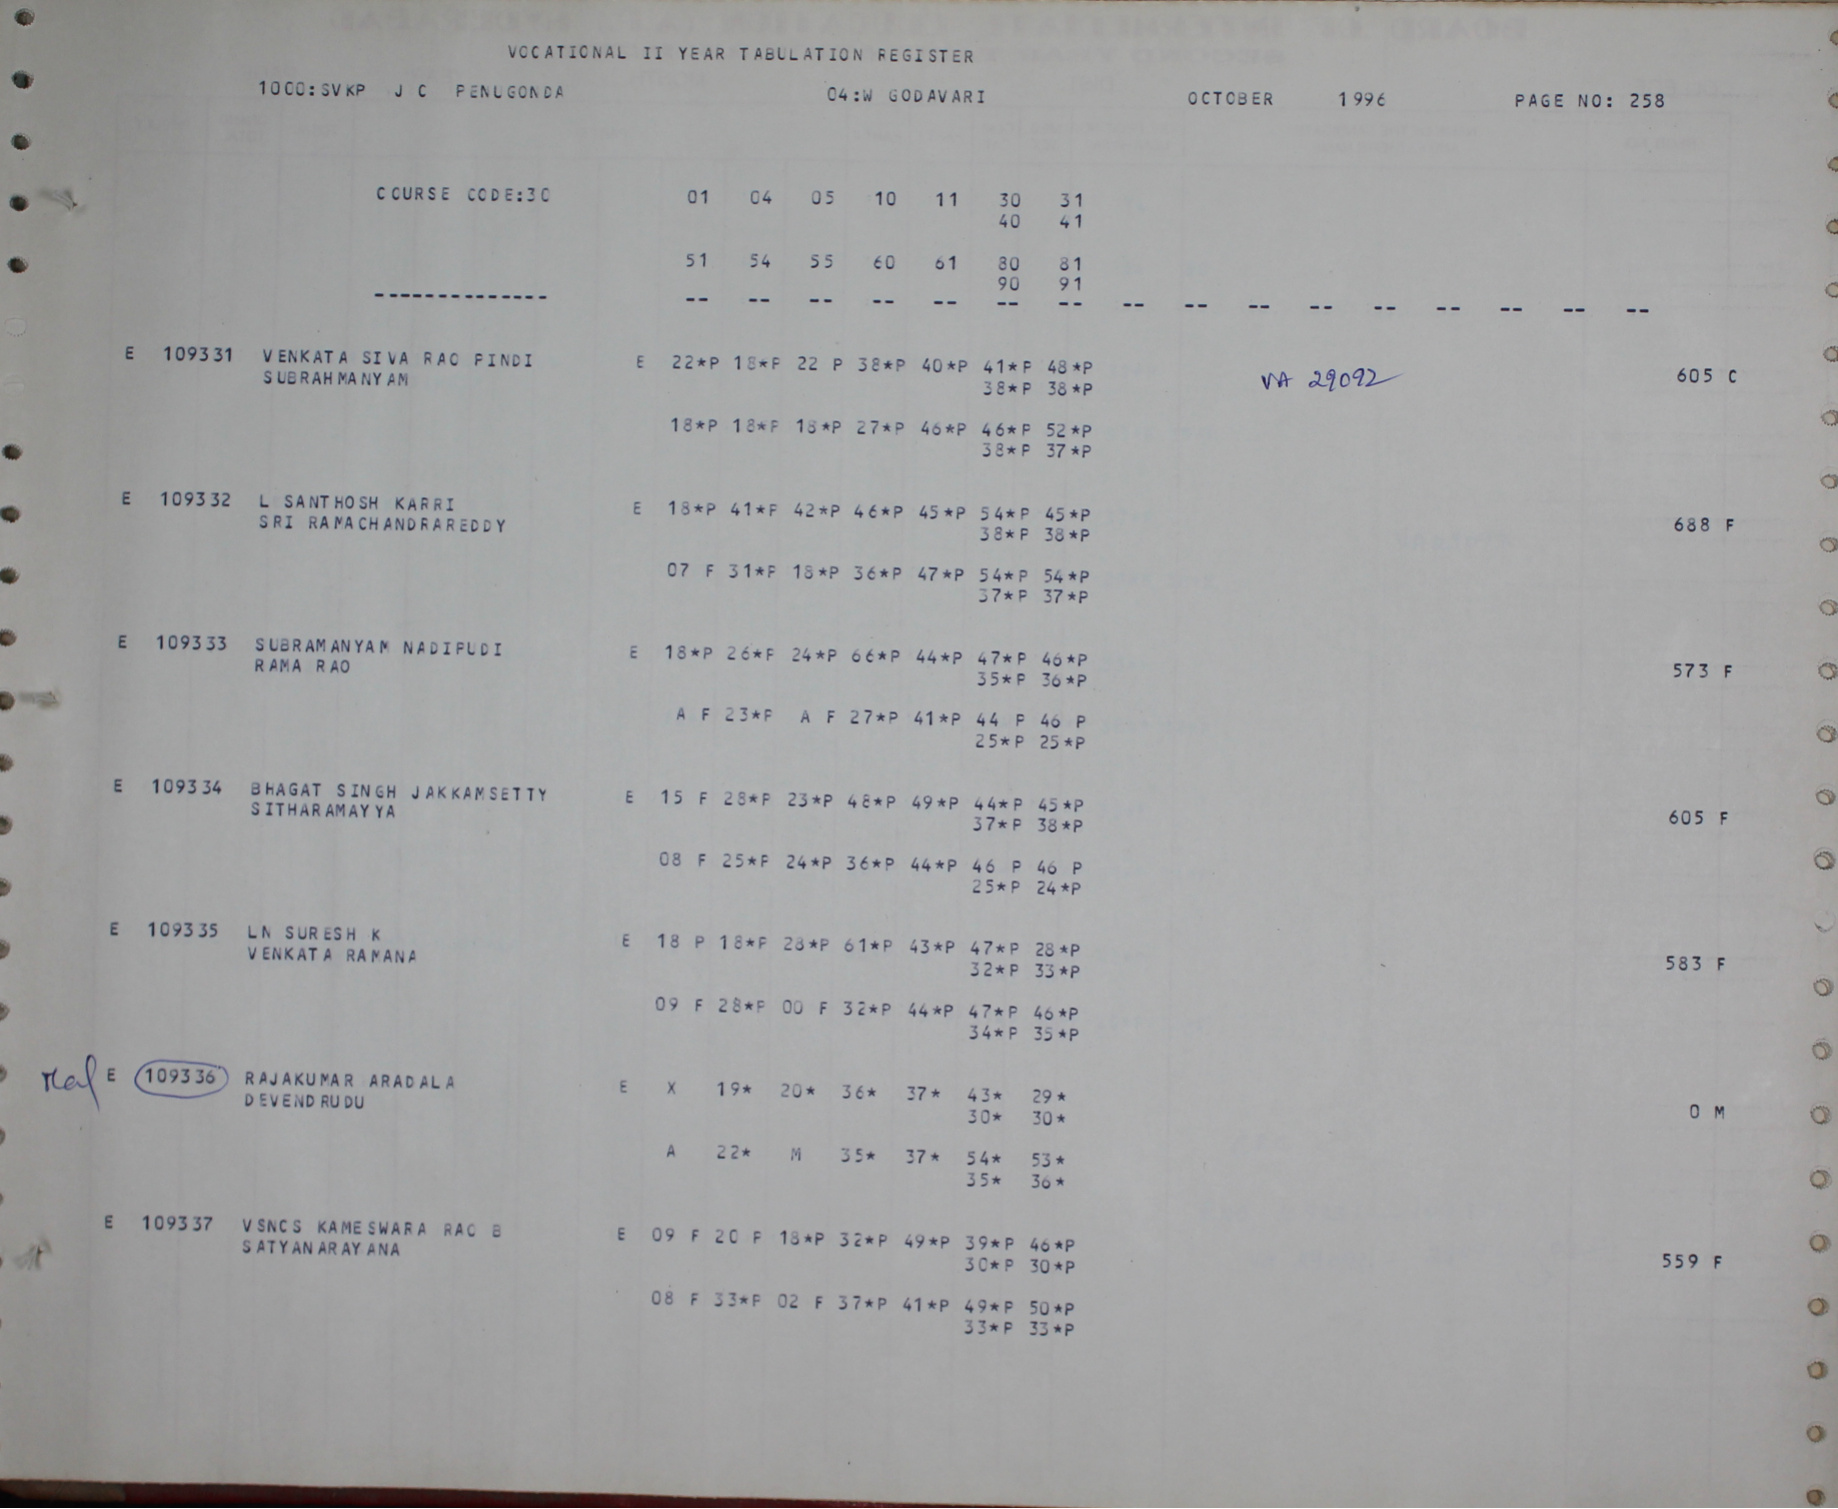 VOCATIONAL II YEAR TABULATION REGISTER
1000:SVKP J C PENUGONDA 04:W GODAVARI OCTOBER 1996 PAGE NO: 258
COURSE CODE:30 01 04 05 10 11 30 31
40 41
51 54 55 60 61 80 81
90 91
-------------- -- -- -- -- -- -- -- -- -- -- -- -- -- -- -- --
E 109331 VENKATA SIVA RAO PINDI E 22*P 18*P 22 P 38*P 40*P 41*P 48*P
SUBRAHMANYAM 38*P 38*P VA 29092 605 C
18*P 18*P 18*P 27*P 46*P 46*P 52*P
38*P 37*P
E 109332 L SANTHOSH KARRI E 18*P 41*P 42*P 46*P 45*P 54*P 45*P
SRI RAMACHANDRAREDDY 38*P 38*P 688 F
07 F 31*P 18*P 36*P 47*P 54*P 54*P
37*P 37*P
E 109333 SUBRAMANYAM NADIPUDI E 18*P 26*P 24*P 66*P 44*P 47*P 46*P
RAMA RAO 35*P 36*P 573 F
A F 23*P A F 27*P 41*P 44 P 46 P
25*P 25*P
E 109334 BHAGAT SINGH JAKKAMSETTY E 15 F 28*P 23*P 48*P 49*P 44*P 45*P
SITHARAMAYYA 37*P 38*P 605 F
08 F 25*P 24*P 36*P 44*P 46 P 46 P
25*P 24*P
E 109335 LN SURESH K E 18 P 18*P 28*P 61*P 43*P 47*P 28*P
VENKATA RAMANA 32*P 33*P 583 F
09 F 28*P 00 F 32*P 44*P 47*P 46*P
34*P 35*P
E 109336 RAJAKUMAR ARADALA E X 19* 20* 36* 37* 43* 29*
DEVENDRUDU 30* 30* 0 M
A 22* M 35* 37* 54* 53*
35* 36*
E 109337 VSNCS KAMESWARA RAO B E 09 F 20 P 18*P 32*P 49*P 39*P 46*P
SATYANARAYANA 30*P 30*P 559 F
08 F 33*P 02 F 37*P 41*P 49*P 50*P
33*P 33*P